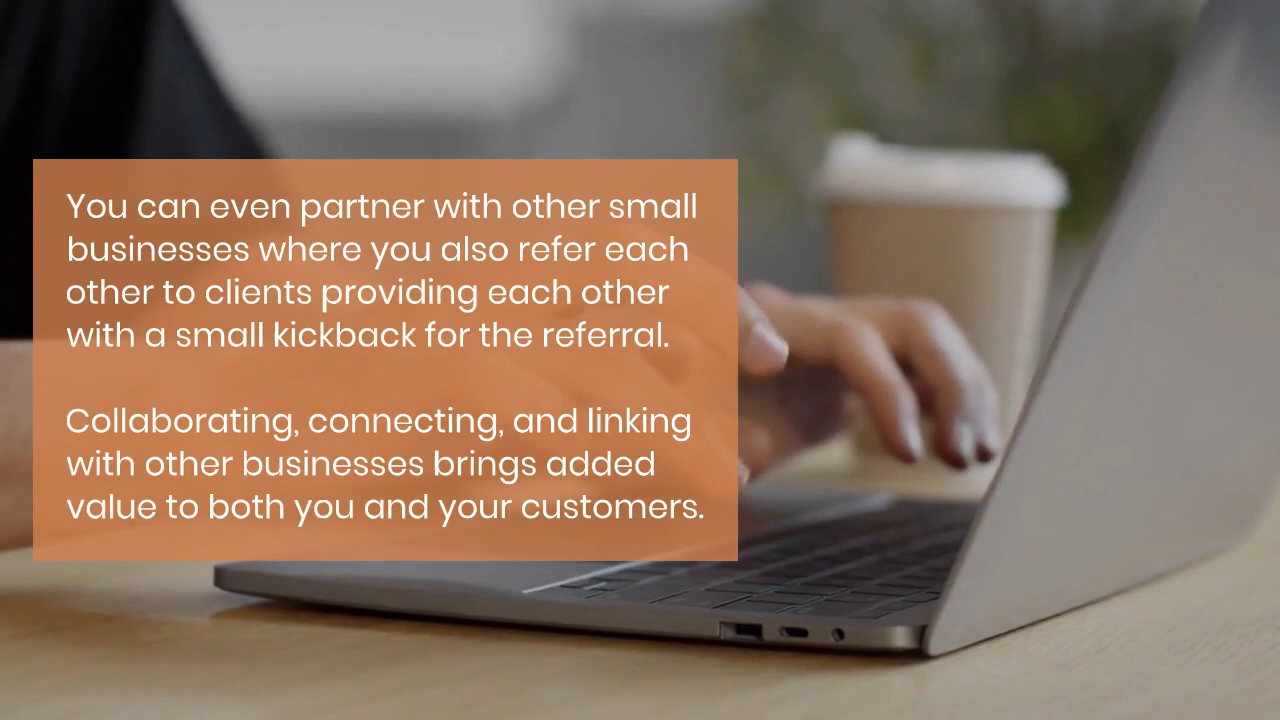 You can even partner with other small
businesses where you also refer each
other to clients providing each other
with a small kickback for the referral.
Collaborating, connecting, and linking
with other businesses brings added
value to both you and your customers.